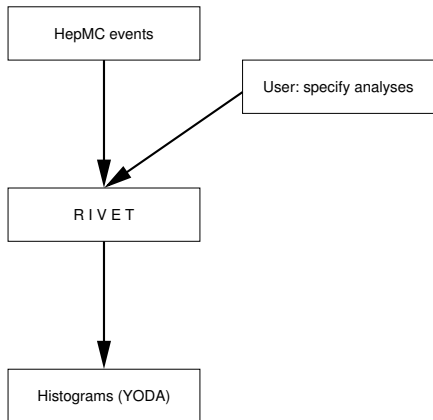 HepMC events
User: specify analyses
R I V E T
Histograms (YODA)